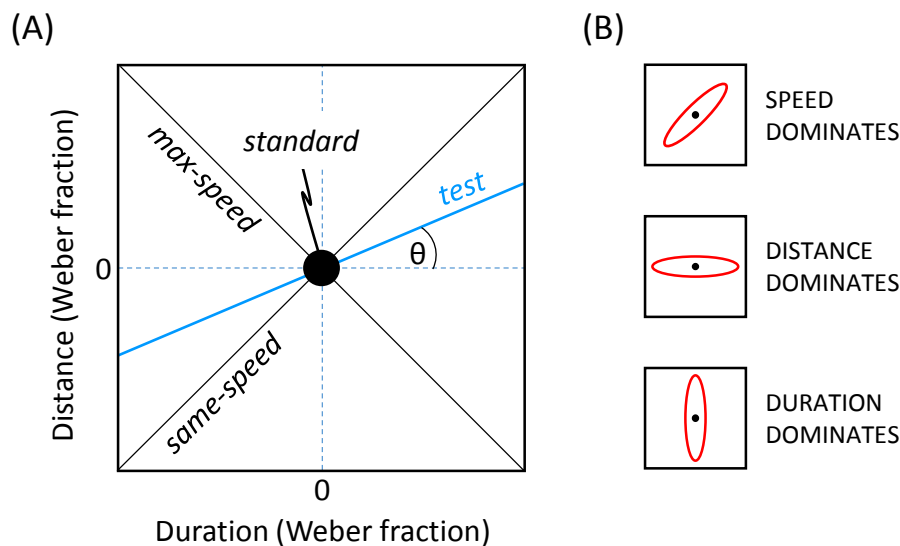 (A)
max-speed
standard
test
θ
same-speed
0
0
Distance (Weber fraction)
Duration (Weber fraction)
(B)
SPEED
DOMINATES
DISTANCE
DOMINATES
DURATION
DOMINATES